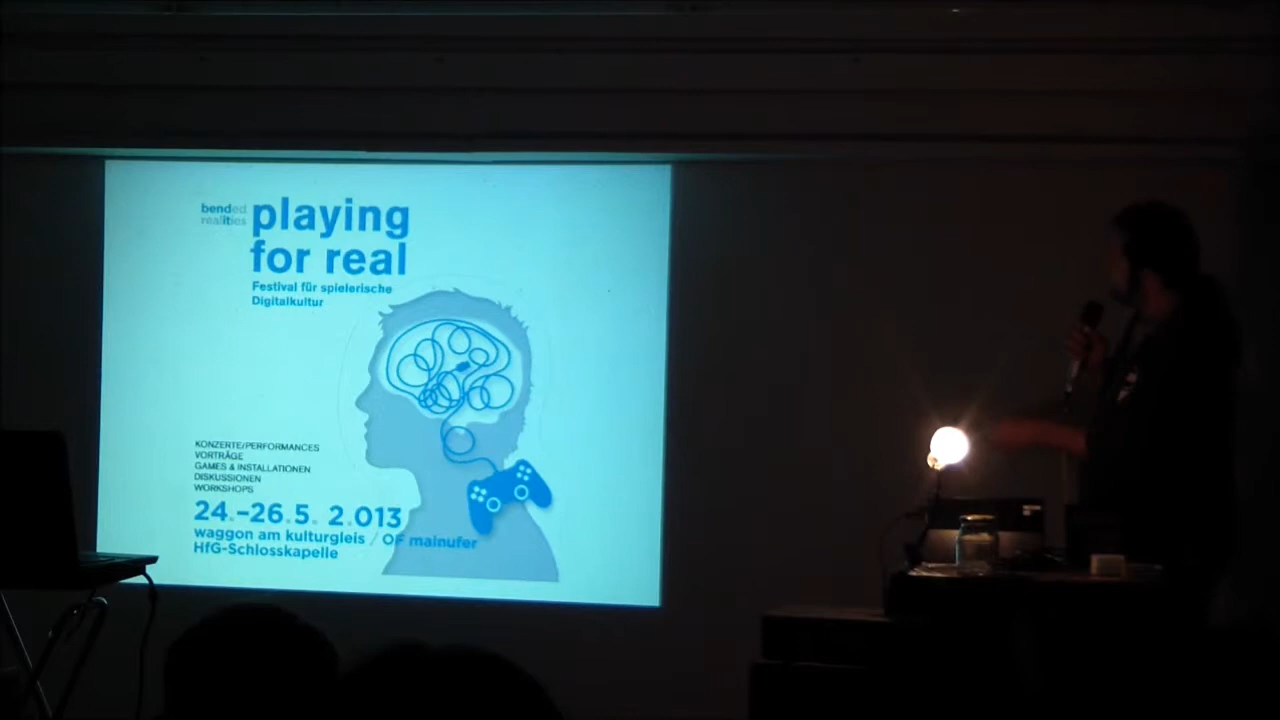 bended
realities
playing
for real
Festival für spielerische
Digitalkultur
KONZERTE/PERFORMANCES
VORTRÄGE
GAMES & INSTALLATIONEN
DISKUSSIONEN
WORKSHOPS
24.–26.5. 2.013
waggon am kulturgleis / OF mainufer
HfG-Schlosskapelle